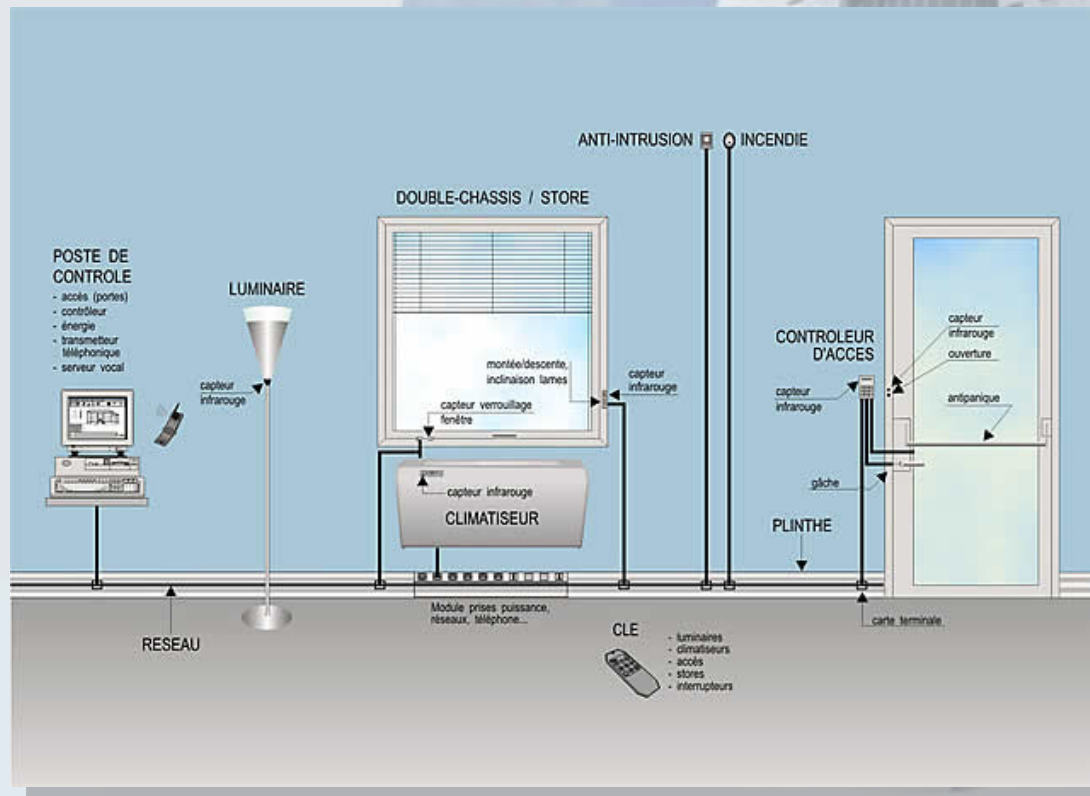 ANTI-INTRUSION
INCENDIE
DOUBLE-CHASSIS / STORE
POSTE DE
CONTROLE
- accès (portes)
- contrôleur
- énergie
- transmetteur
téléphonique
- serveur vocal
LUMINAIRE
capteur
infrarouge
montée/descente,
inclinaison lames
capteur
infrarouge
capteur verrouillage
fenêtre
capteur infrarouge
CLIMATISEUR
CONTROLEUR
D'ACCES
capteur
infrarouge
capteur
infrarouge
ouverture
antipanique
gâche
PLINTHE
Module prises puissance,
réseaux, téléphone...
RESEAU
carte terminale
CLE
- luminaires
- climatiseurs
- accés
- stores
- interrupteurs